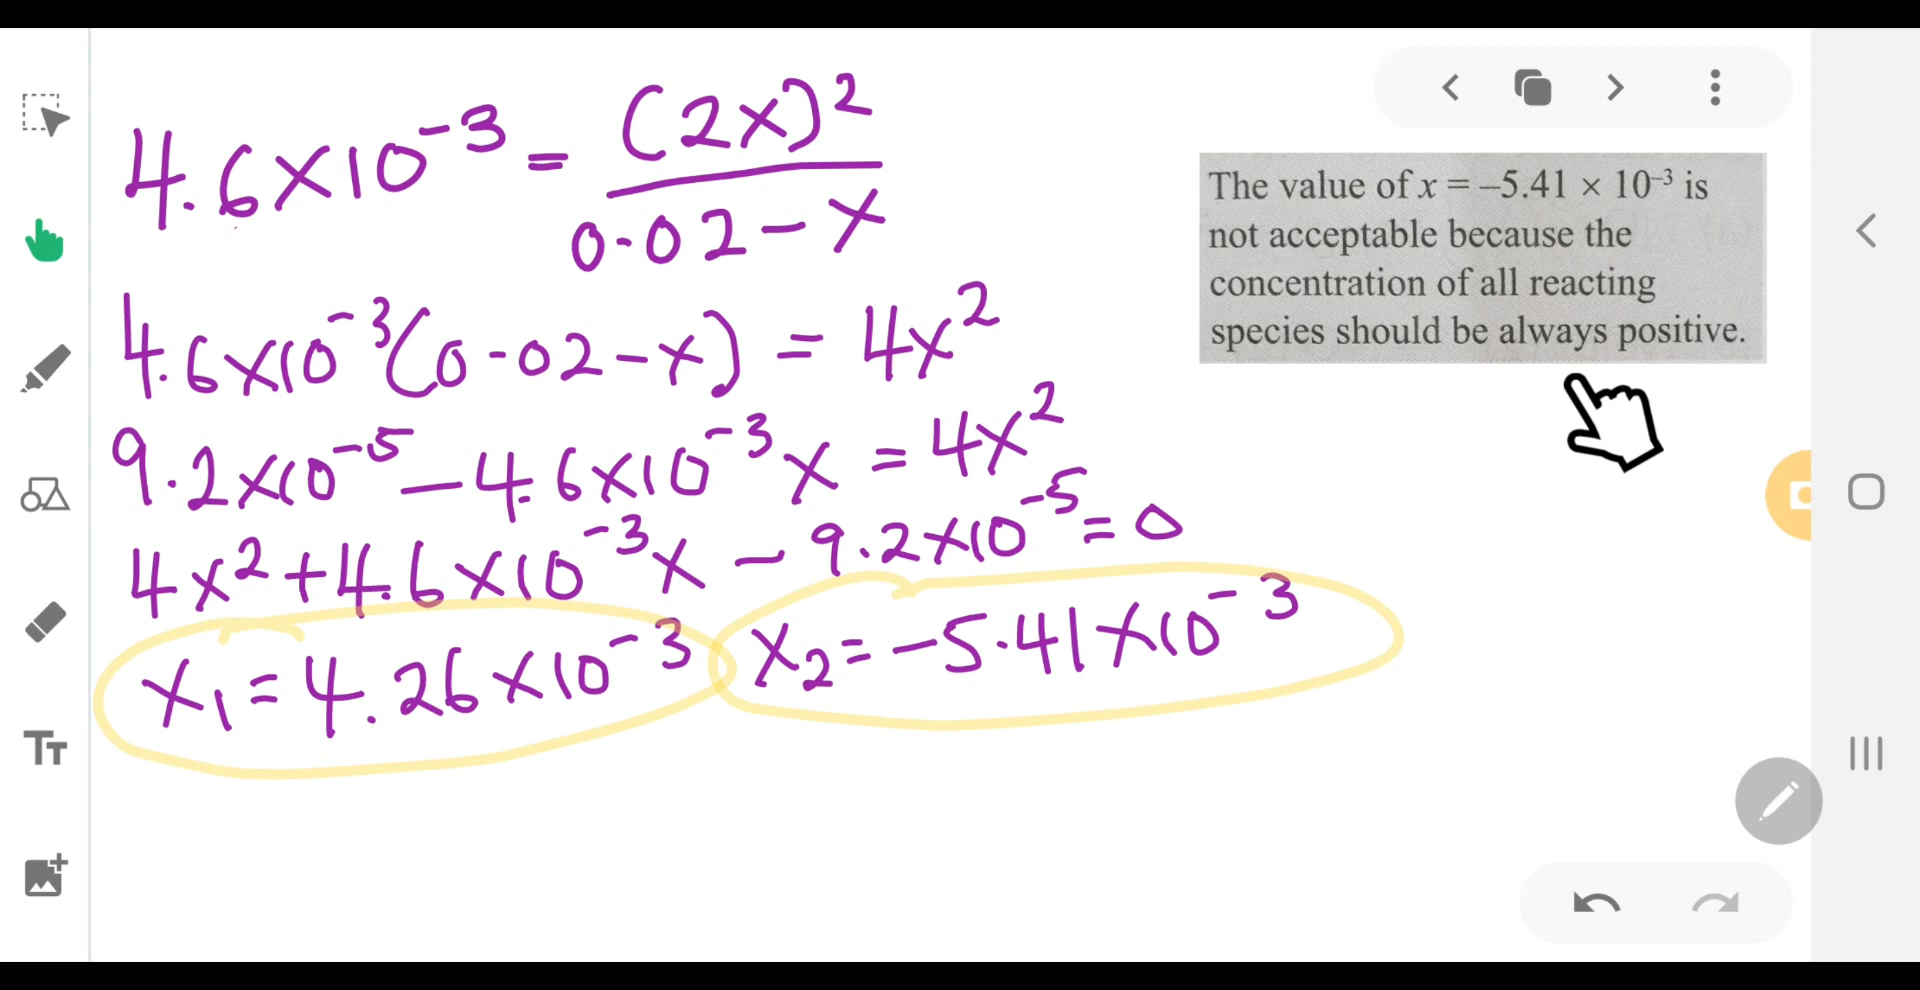 4.6×10⁻³ = (2x)² / 0.02 - x
4.6×10⁻³(0.02 - x) = 4x²
9.2×10⁻⁵ - 4.6×10⁻³x = 4x²
4x² + 4.6×10⁻³x - 9.2×10⁻⁵ = 0
x₁ = 4.26×10⁻³ x₂ = -5.41×10⁻³
The value of x = –5.41 × 10⁻³ is
not acceptable because the
concentration of all reacting
species should be always positive.
TT